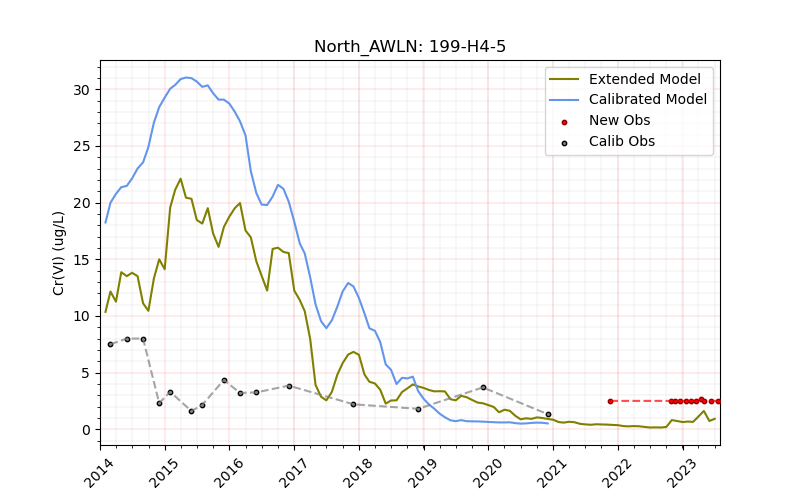 North_AWLN: 199-H4-5
Extended Model
Calibrated Model
New Obs
Calib Obs
Cr(VI) (ug/L)
30
25
20
15
10
5
0
2014 2015 2016 2017 2018 2019 2020 2021 2022 2023